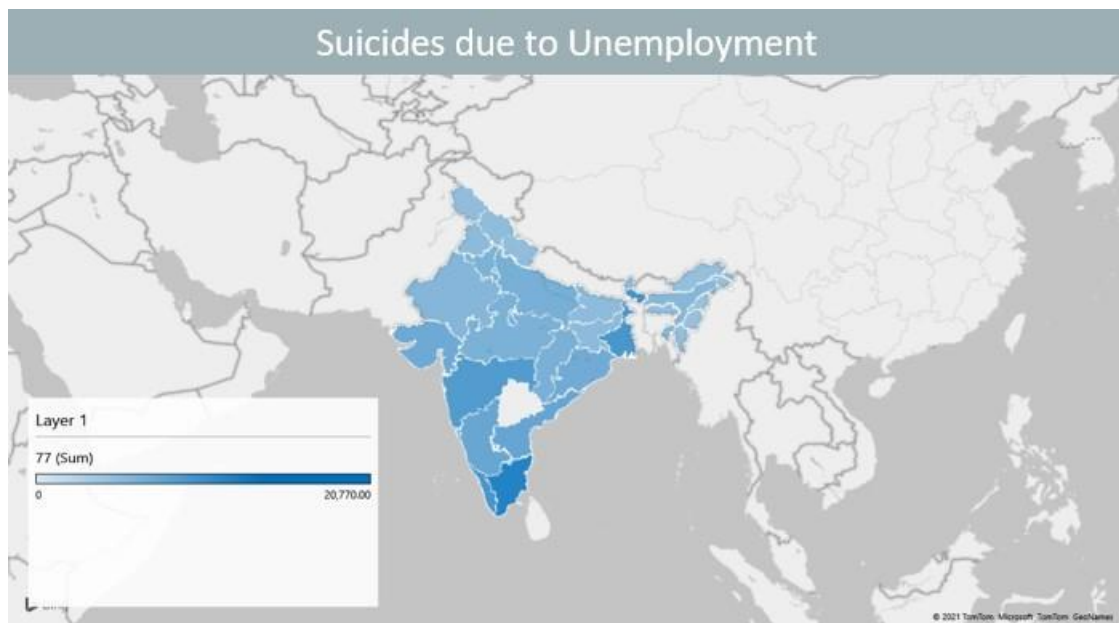 Suicides due to Unemployment
Layer 1
77 (Sum)
0
20,770.00
© 2021 TomTom, Microsoft, TomTom, GeoNames